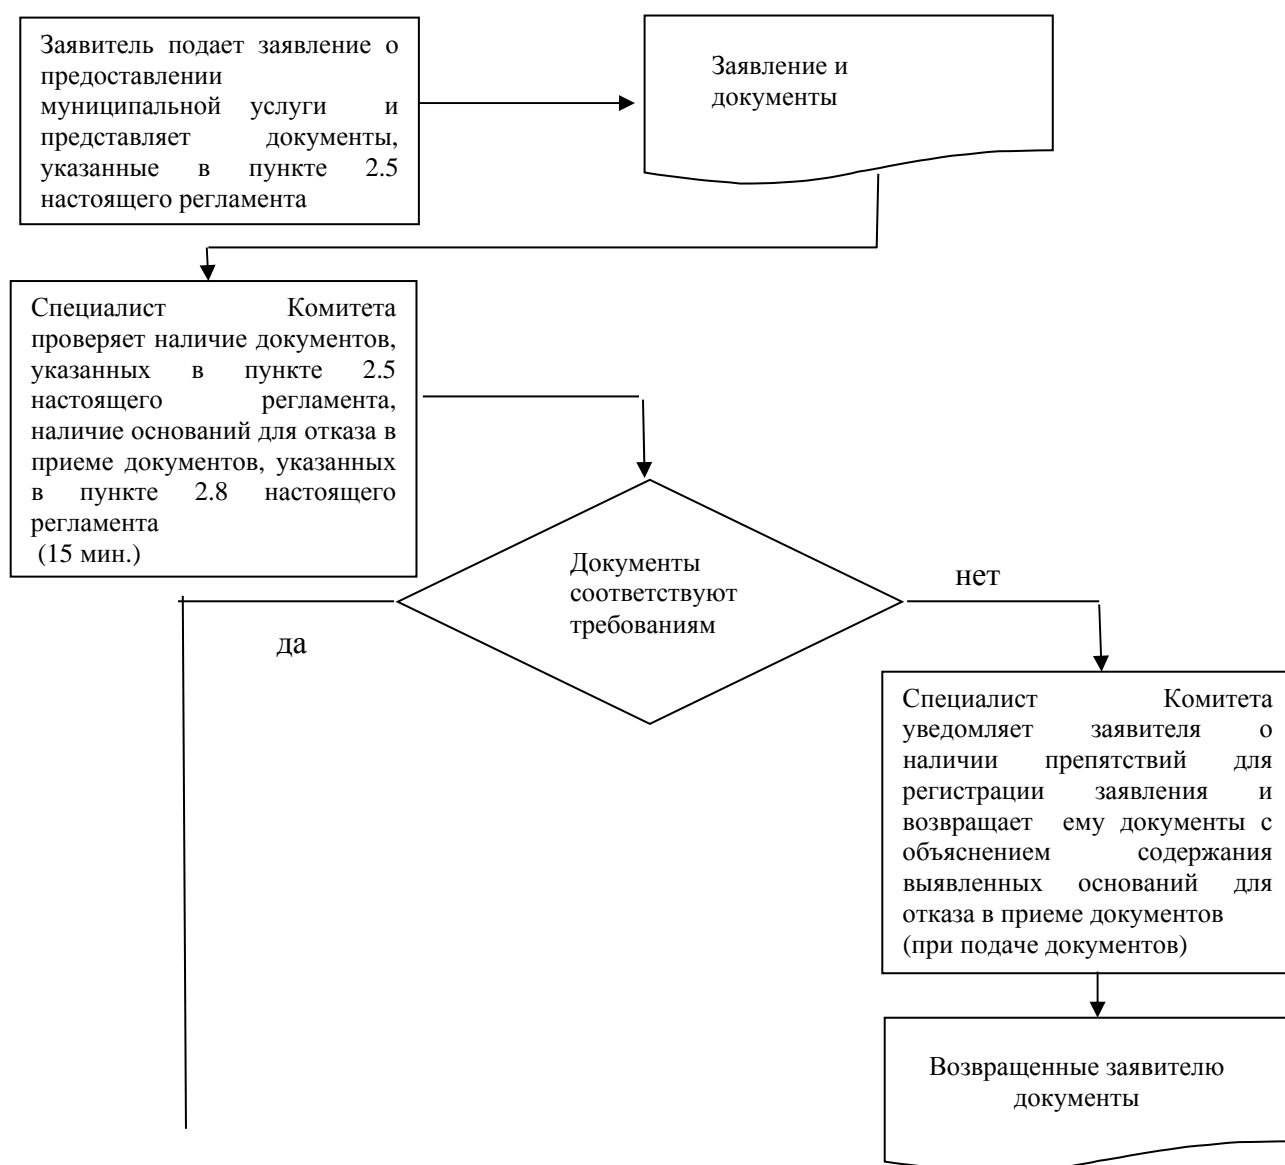 Заявитель подает заявление о
предоставлении
муниципальной услуги и
представляет документы,
указанные в пункте 2.5
настоящего регламента
Заявление и
документы
Специалист Комитета
проверяет наличие документов,
указанных в пункте 2.5
настоящего регламента,
наличие оснований для отказа в
приеме документов, указанных
в пункте 2.8 настоящего
регламента
(15 мин.)
Документы
соответствуют
требованиям
нет
да
Специалист Комитета
уведомляет заявителя о
наличии препятствий для
регистрации заявления и
возвращает ему документы с
объяснением содержания
выявленных оснований для
отказа в приеме документов
(при подаче документов)
Возвращенные заявителю
документы